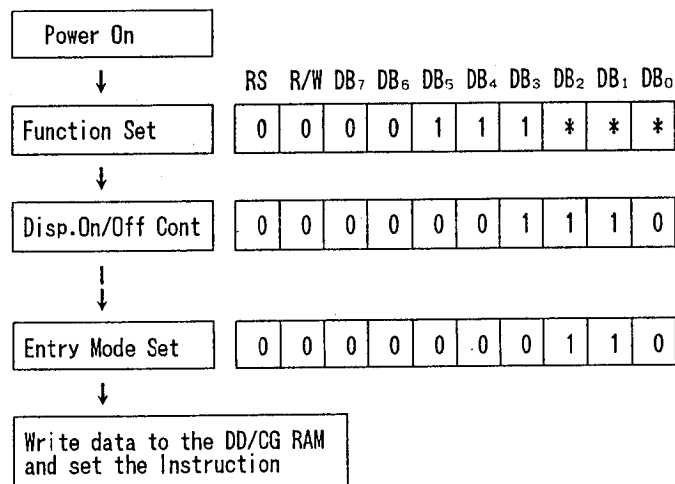 Power On
RS R/W DB₇ DB₆ DB₅ DB₄ DB₃ DB₂ DB₁ DB₀
Function Set 0 0 0 0 1 1 1 * * *
Disp.On/Off Cont 0 0 0 0 0 0 1 1 1 0
Entry Mode Set 0 0 0 0 0 0 0 1 1 0
Write data to the DD/CG RAM
and set the Instruction